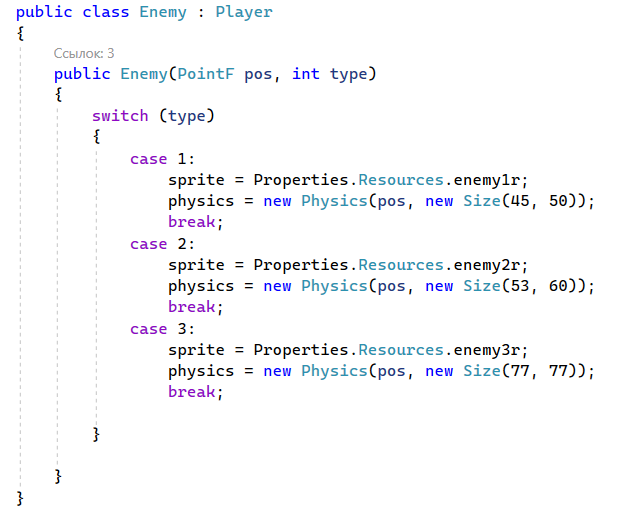 public class Enemy : Player
{
Ссылок: 3
public Enemy(PointF pos, int type)
{
switch (type)
{
case 1:
sprite = Properties.Resources.enemy1r;
physics = new Physics(pos, new Size(45, 50));
break;
case 2:
sprite = Properties.Resources.enemy2r;
physics = new Physics(pos, new Size(53, 60));
break;
case 3:
sprite = Properties.Resources.enemy3r;
physics = new Physics(pos, new Size(77, 77));
break;
}
}
}